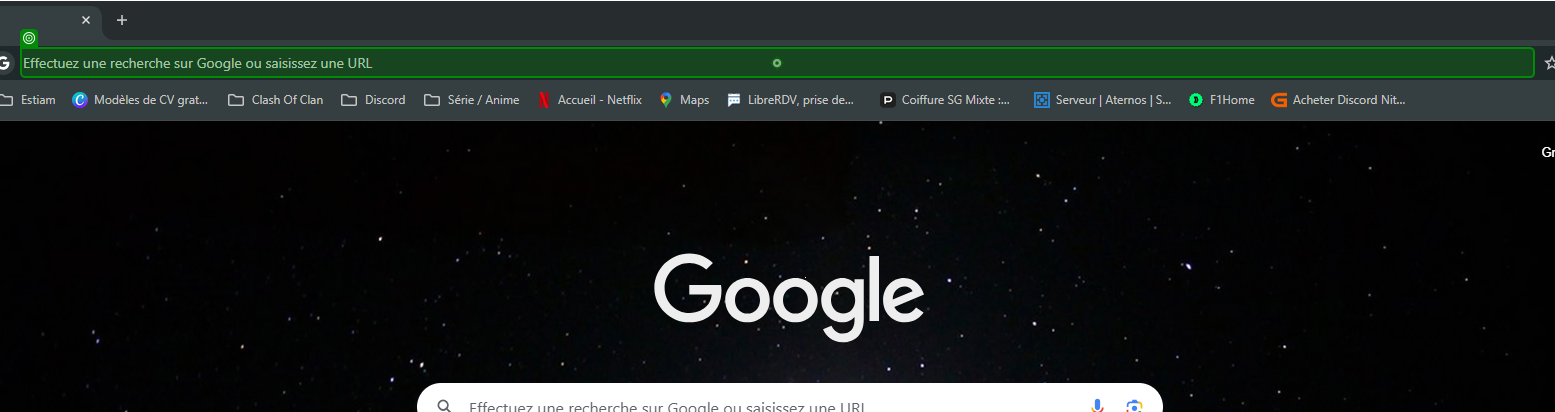 Effectuez une recherche sur Google ou saisissez une URL
Estiam Modèles de CV grat... Clash Of Clan Discord Série / Anime Accueil - Netflix Maps LibreRDV, prise de... Coiffure SG Mixte :... Serveur | Aternos | S... F1Home Acheter Discord Nit...
Gr
Google
Effectuez une recherche sur Google ou saisissez une URL